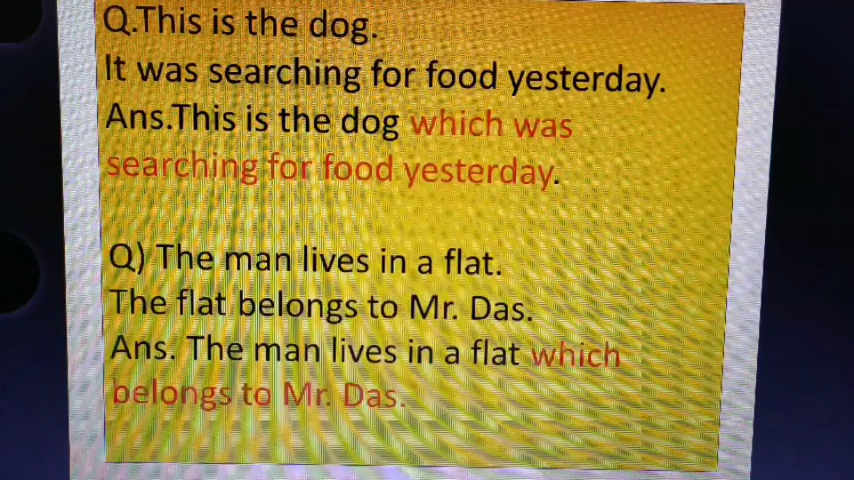 Q.This is the dog.
It was searching for food yesterday.
Ans.This is the dog which was
searching for food yesterday.
Q) The man lives in a flat.
The flat belongs to Mr. Das.
Ans. The man lives in a flat which
belongs to Mr. Das.